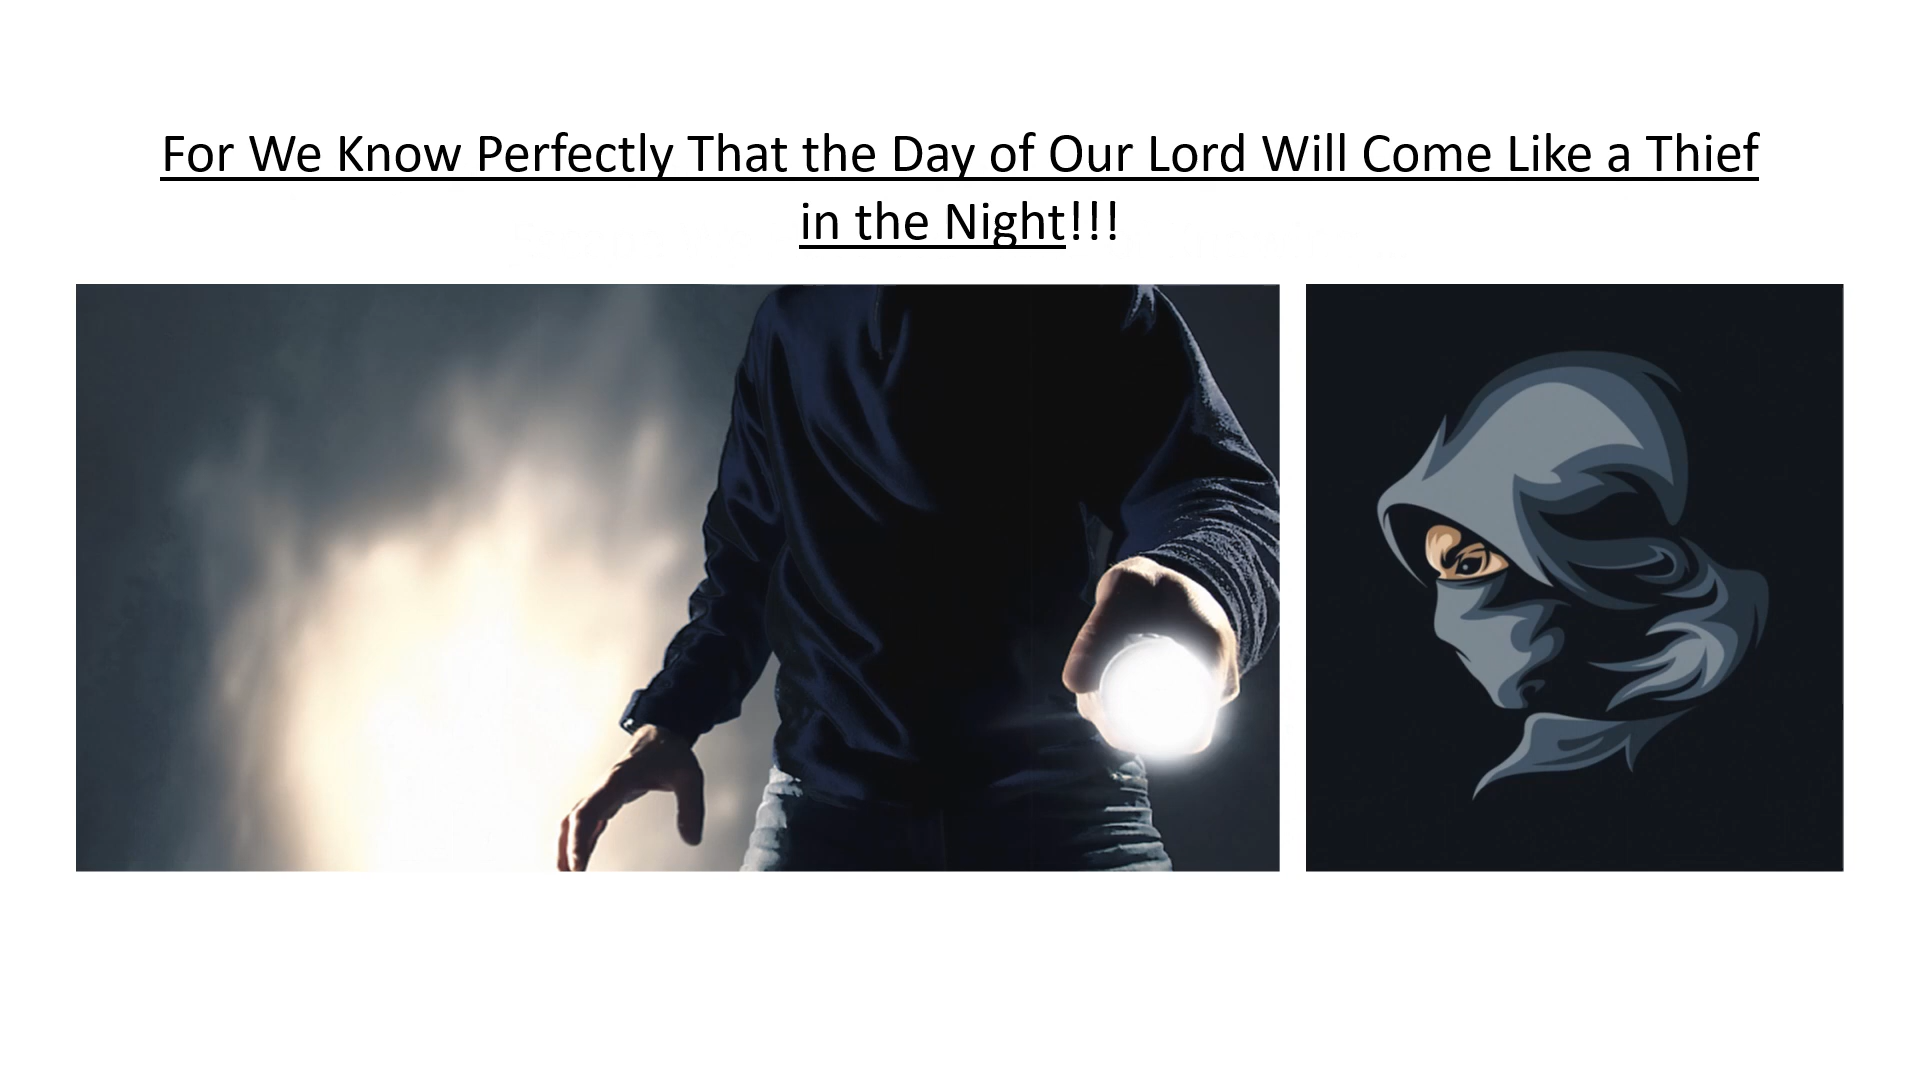 For We Know Perfectly That the Day of Our Lord Will Come Like a Thief
in the Night!!!